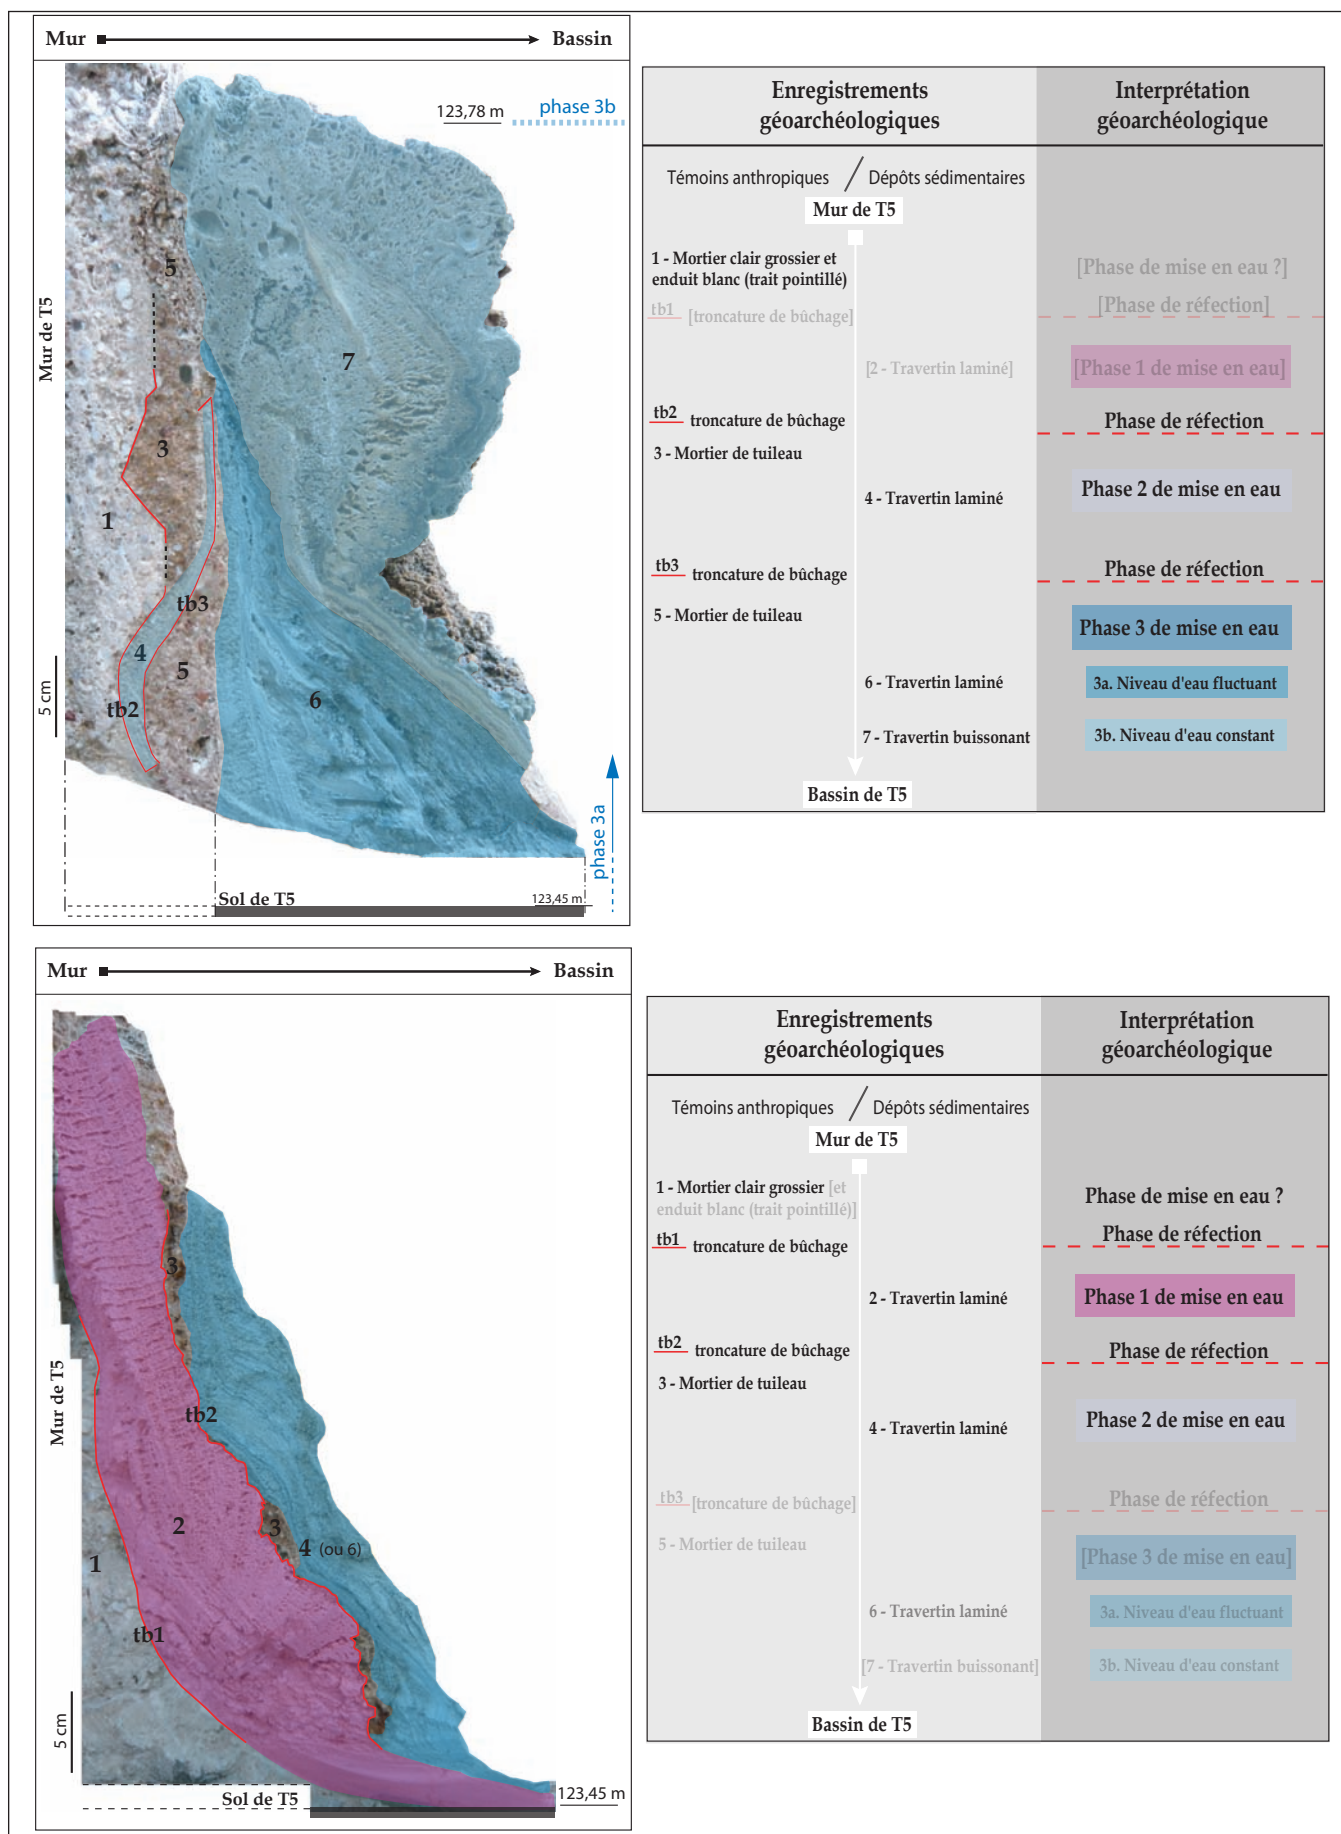 Mur
Bassin
123,78 m
phase 3b
5
7
Mur de T5
3
1
tb3
4
5
6
5 cm
tb2
phase 3a
Sol de T5
123,45 m
Enregistrements
géoarchéologiques
Interprétation
géoarchéologique
Témoins anthropiques / Dépôts sédimentaires
Mur de T5
1 - Mortier clair grossier et
enduit blanc (trait pointillé)
[Phase de mise en eau ?]
[Phase de réfection]
tb1 [troncature de bûchage]
[2 - Travertin laminé]
[Phase 1 de mise en eau]
tb2 troncature de bûchage
Phase de réfection
3 - Mortier de tuileau
4 - Travertin laminé
Phase 2 de mise en eau
tb3 troncature de bûchage
Phase de réfection
5 - Mortier de tuileau
Phase 3 de mise en eau
6 - Travertin laminé
3a. Niveau d'eau fluctuant
7 - Travertin buissonant
3b. Niveau d'eau constant
Bassin de T5
Mur
Bassin
3
Mur de T5
tb2
2
3
4 (ou 6)
1
tb1
5 cm
Sol de T5
123,45 m
Enregistrements
géoarchéologiques
Interprétation
géoarchéologique
Témoins anthropiques / Dépôts sédimentaires
Mur de T5
1 - Mortier clair grossier [et
enduit blanc (trait pointillé)]
Phase de mise en eau ?
Phase de réfection
tb1 troncature de bûchage
2 - Travertin laminé
Phase 1 de mise en eau
tb2 troncature de bûchage
Phase de réfection
3 - Mortier de tuileau
4 - Travertin laminé
Phase 2 de mise en eau
tb3 [troncature de bûchage]
Phase de réfection
5 - Mortier de tuileau
[Phase 3 de mise en eau]
6 - Travertin laminé
3a. Niveau d'eau fluctuant
[7 - Travertin buissonant]
3b. Niveau d'eau constant
Bassin de T5